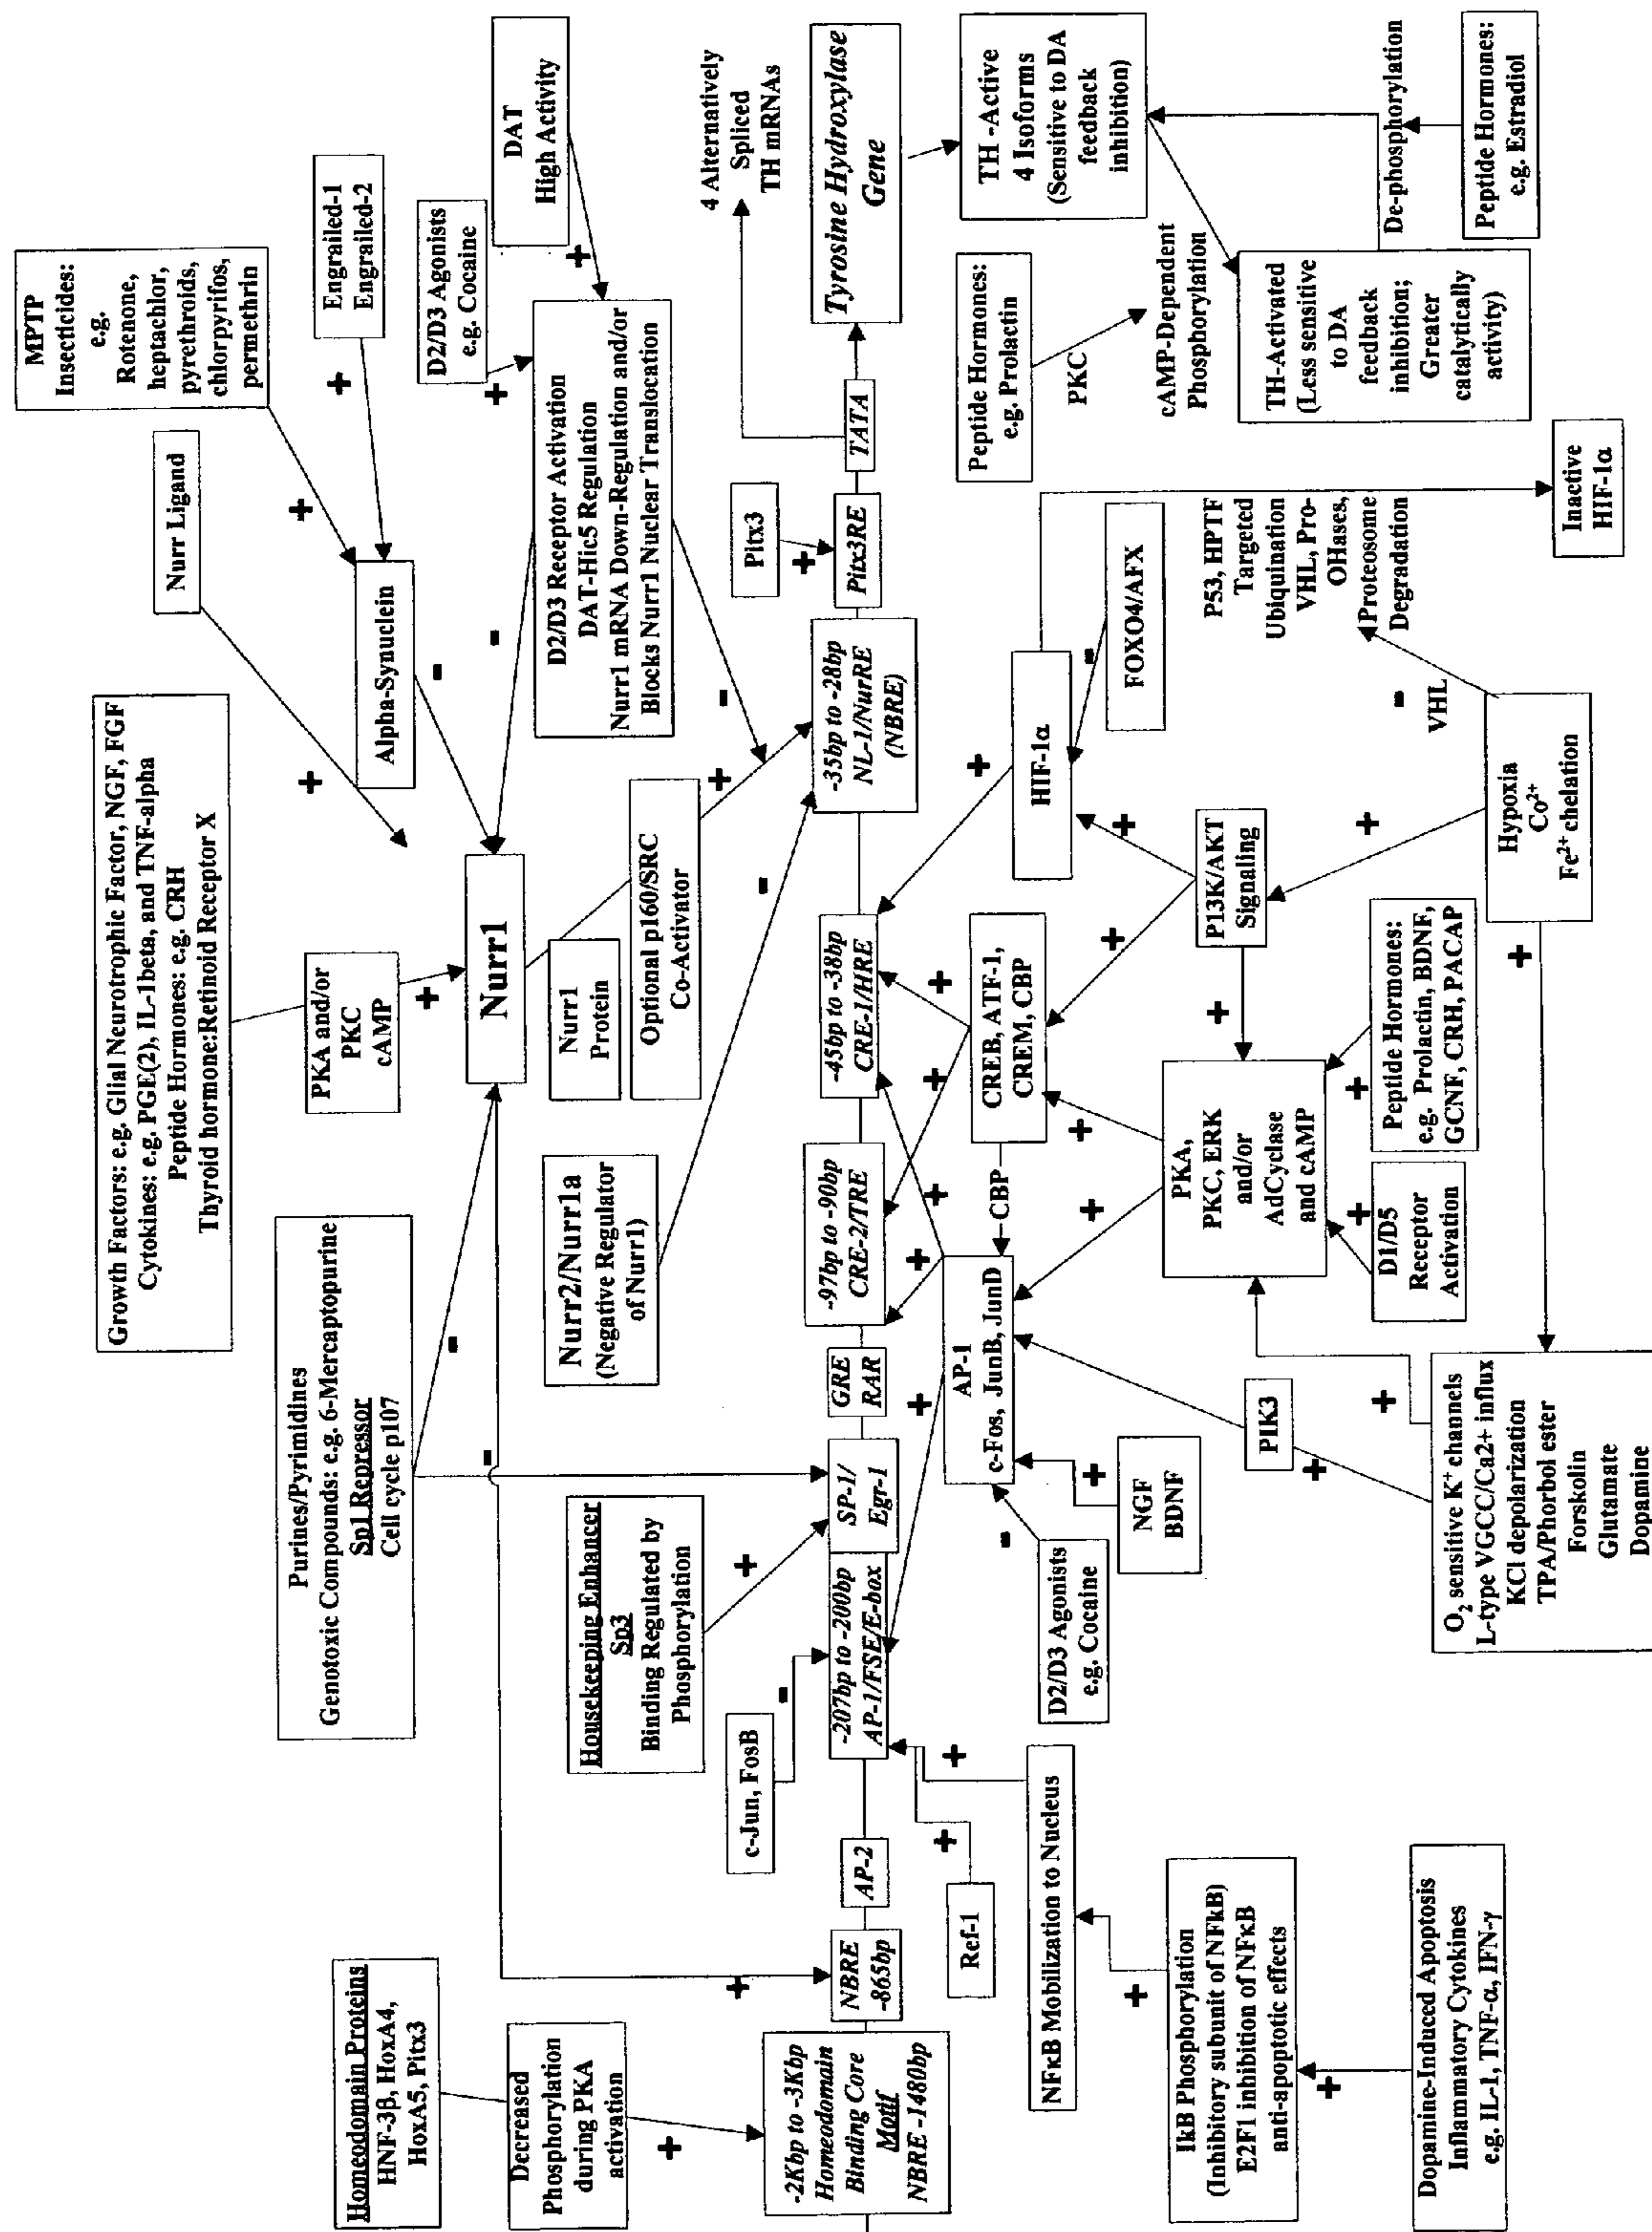 Homeodomain Proteins
HNF-3β, HoxA4,
HoxA5, Pitx3
Decreased
Phosphorylation
during PKA
activation
+
-2Kbp to -3Kbp
Homeodomain
Binding Core
Motif
NBRE -1480bp
Growth Factors: e.g. Glial Neurotrophic Factor, NGF, FGF
Cytokines: e.g. PGE(2), IL-1beta, and TNF-alpha
Peptide Hormones: e.g. CRH
Thyroid hormone:Retinoid Receptor X
PKA and/or
PKC
cAMP
+
Purines/Pyrimidines
Genotoxic Compounds: e.g. 6-Mercaptopurine
Sp1 Repressor
Cell cycle p107
-
-
Nurr Ligand
+
MPTP
Insecticides:
e.g.
Rotenone,
heptachlor,
pyrethroids,
chlorpyrifos,
permethrin
+
Engrailed-1
Engrailed-2
+
Alpha-Synuclein
-
Nurr1
D2/D3 Agonists
e.g. Cocaine
+
DAT
High Activity
+
-
D2/D3 Receptor Activation
DAT-Hic5 Regulation
Nurr1 mRNA Down-Regulation and/or
Blocks Nurr1 Nuclear Translocation
-
Nurr1
Protein
Optional p160/SRC
Co-Activator
+
Nurr2/Nurr1a
(Negative Regulator
of Nurr1)
-
Housekeeping Enhancer
Sp3
Binding Regulated by
Phosphorylation
+
c-Jun, FosB
-
Pitx3
+
4 Alternatively
Spliced
TH mRNAs
NBRE
-865bp
+
AP-2
-207bp to -200bp
AP-1/FSE/E-box
SP-1/
Egr-1
GRE
RAR
-97bp to -90bp
CRE-2/TRE
-45bp to -38bp
CRE-1/HRE
-35bp to -28bp
NL-1/NurRE
(NBRE)
Pitx3RE
TATA
Tyrosine Hydroxylase
Gene
Ref-1
+
+
NFκB Mobilization to Nucleus
+
IkB Phosphorylation
(Inhibitory subunit of NFkB)
E2F1 inhibition of NFκB
anti-apoptotic effects
+
Dopamine-Induced Apoptosis
Inflammatory Cytokines
e.g. IL-1, TNF-α, IFN-γ
+
+
+
AP-1
c-Fos, JunB, JunD
CBP
CREB, ATF-1,
CREM, CBP
+
+
D2/D3 Agonists
e.g. Cocaine
-
NGF
BDNF
+
PIK3
+
+
+
PKA,
PKC, ERK
and/or
AdCyclase
and cAMP
D1/D5
Receptor
Activation
+
Peptide Hormones:
e.g. Prolactin, BDNF,
GCNF, CRH, PACAP
+
P13K/AKT
Signaling
+
+
+
HIF-1α
+
FOXO4/AFX
-
P53, HPTF
Targeted
Ubiquination
VHL, Pro-
OHases,
Proteosome
Degradation
Inactive
HIF-1α
Hypoxia
Co2+
Fe2+ chelation
+
+
-
VHL
O2 sensitive K+ channels
L-type VGCC/Ca2+ influx
KCl depolarization
TPA/Phorbol ester
Forskolin
Glutamate
Dopamine
+
Peptide Hormones:
e.g. Prolactin
PKC
cAMP-Dependent
Phosphorylation
TH -Active
4 Isoforms
(Sensitive to DA
feedback
inhibition)
TH-Activated
(Less sensitive
to DA
feedback
inhibition;
Greater
catalytically
activity)
De-phosphorylation
Peptide Hormones:
e.g. Estradiol